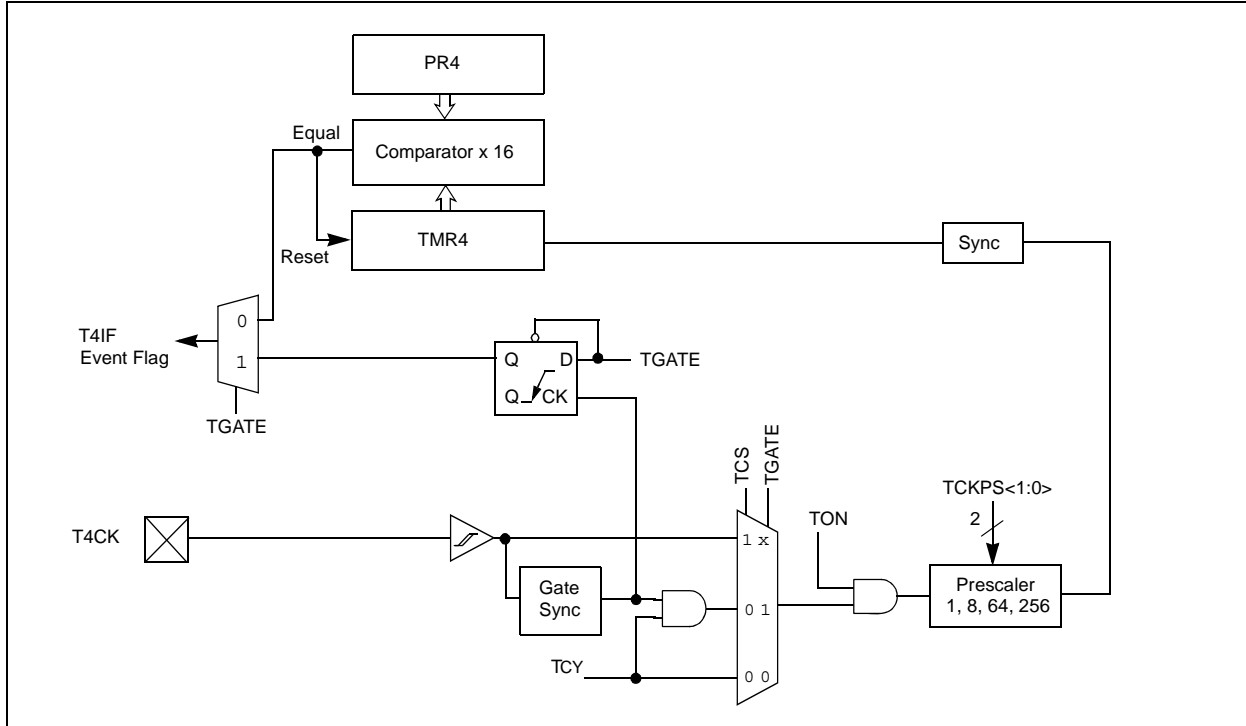 PR4
Equal
Comparator x 16
TMR4
Reset
Sync
0
T4IF
Event Flag
1
Q
D
TGATE
Q
CK
TGATE
TCS
TGATE
TCKPS<1:0>
2
TON
T4CK
1 x
Gate
Sync
Prescaler
1, 8, 64, 256
0 1
TCY
0 0